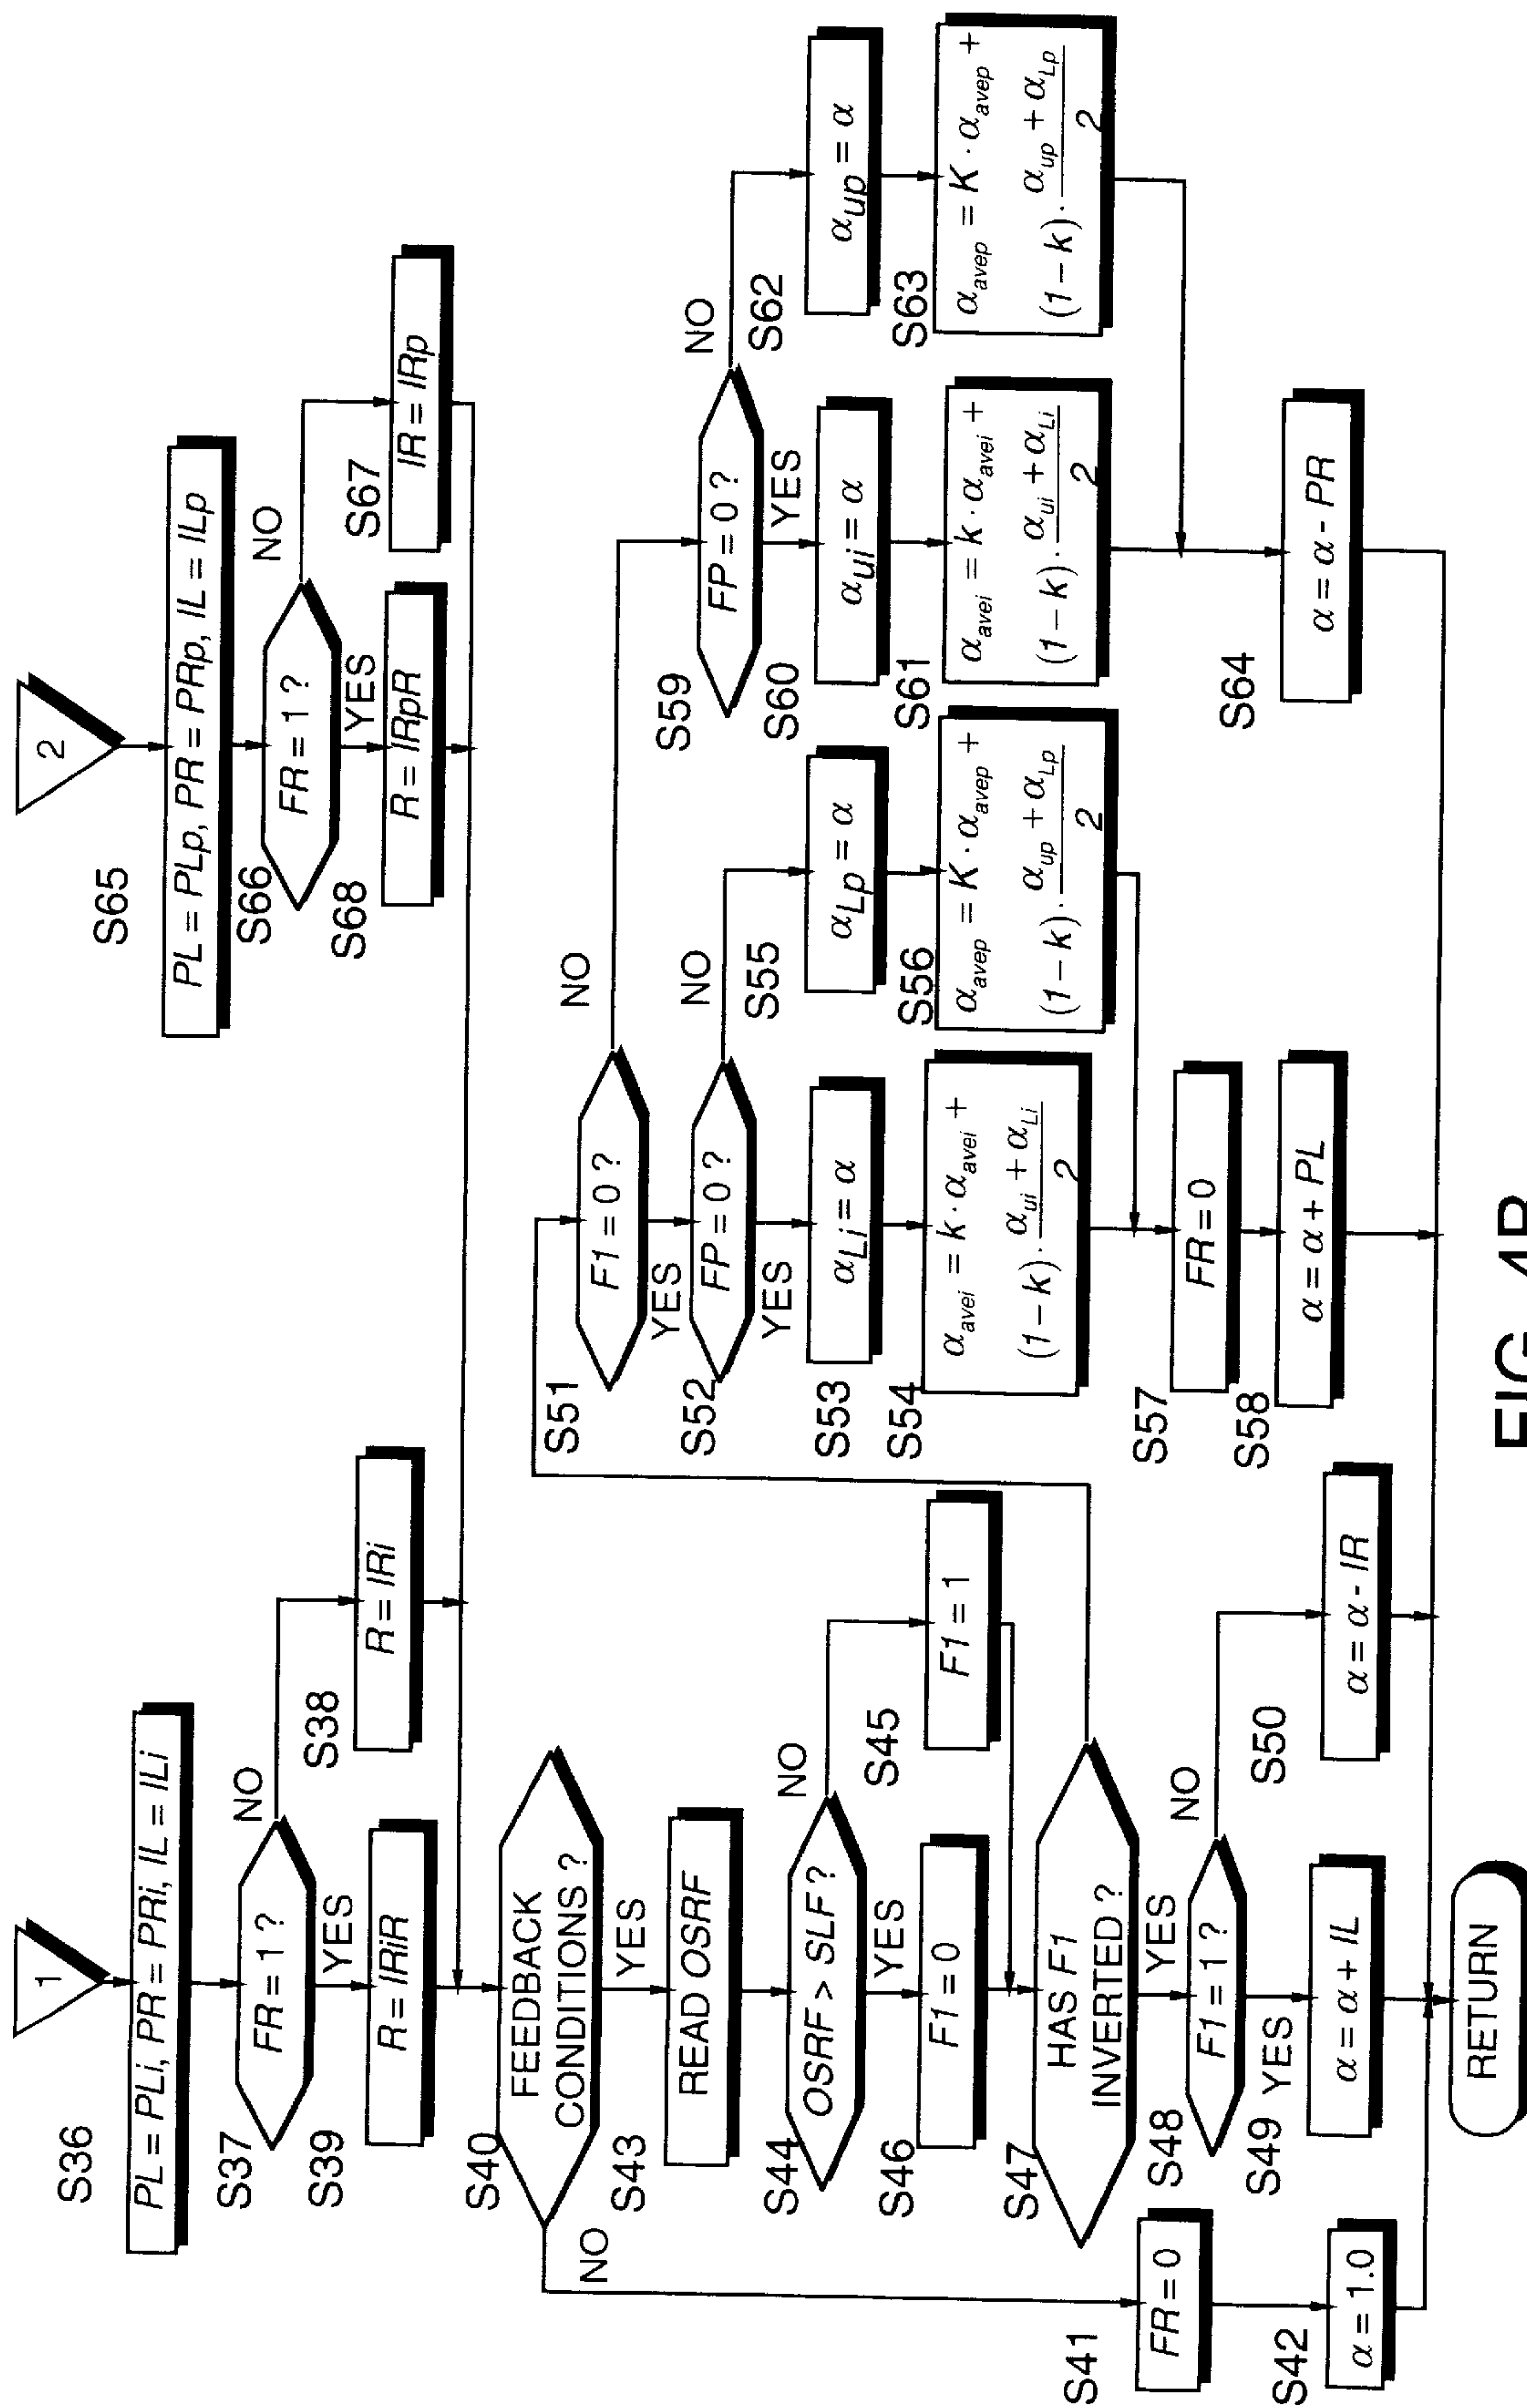 1
S36
PL = PLi, PR = PRi, IL = ILi
S37
FR = 1 ?
NO
YES
S38
R = IRi
S39
R = IRiR
2
S65
PL = PLp, PR = PRp, IL = ILp
S66
FR = 1 ?
NO
YES
S67
IR = IRp
S68
R = IRpR
S40
FEEDBACK
CONDITIONS ?
NO
YES
S41
FR = 0
S42
α = 1.0
S43
READ OSRF
S44
OSRF > SLF ?
NO
YES
S45
F1 = 1
S46
F1 = 0
S47
HAS F1
INVERTED ?
YES
S48
F1 = 1 ?
NO
YES
S49
α = α + IL
S50
α = α - IR
S51
F1 = 0 ?
NO
YES
S52
FP = 0 ?
NO
YES
S53
α_Li = α
S54
α_avei = k · α_avei +
(1 – k) · (α_ui + α_Li) / 2
S55
α_Lp = α
S56
α_avep = K · α_avep +
(1 – k) · (α_up + α_Lp) / 2
S57
FR = 0
S58
α = α + PL
S59
FP = 0 ?
NO
YES
S60
α_ui = α
S61
α_avei = k · α_avei +
(1 – k) · (α_ui + α_Li) / 2
S62
α_up = α
S63
α_avep = K · α_avep +
(1 – k) · (α_up + α_Lp) / 2
S64
α = α - PR
RETURN
FIG. 4B